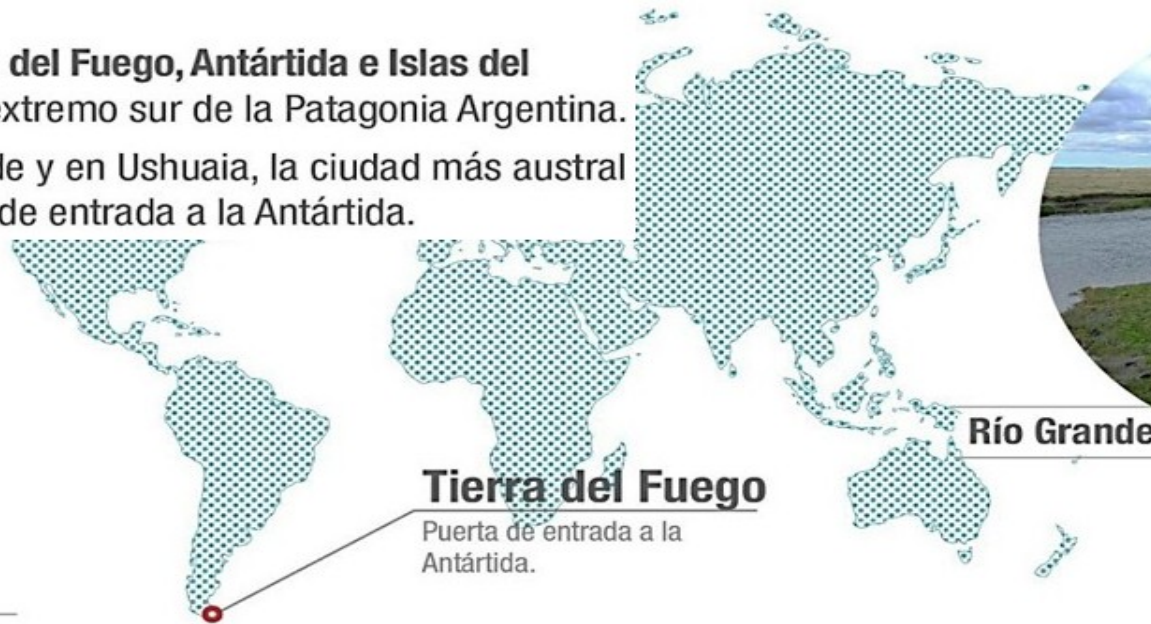 del Fuego, Antártida e Islas del
extremo sur de la Patagonia Argentina.
de y en Ushuaia, la ciudad más austral
de entrada a la Antártida.
Río Grande
Tierra del Fuego
Puerta de entrada a la
Antártida.